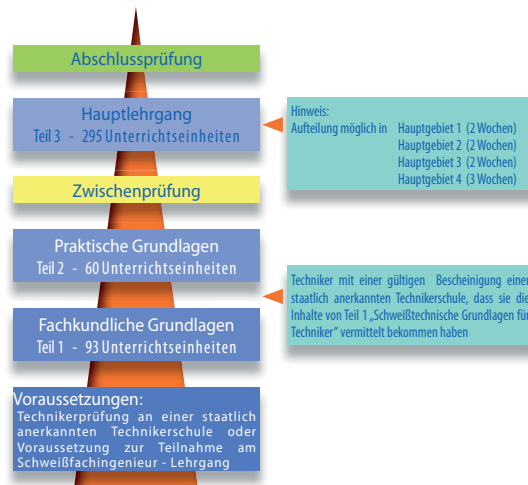 Abschlussprüfung
Hauptlehrgang
Teil 3 - 295 Unterrichtseinheiten
Hinweis:
Aufteilung möglich in Hauptgebiet 1 (2 Wochen)
Hauptgebiet 2 (2 Wochen)
Hauptgebiet 3 (2 Wochen)
Hauptgebiet 4 (3 Wochen)
Zwischenprüfung
Praktische Grundlagen
Teil 2 - 60 Unterrichtseinheiten
Techniker mit einer gültigen Bescheinigung einer
staatlich anerkannten Technikerschule, dass sie die
Inhalte von Teil 1 „Schweißtechnische Grundlagen für
Techniker“ vermittelt bekommen haben
Fachkundliche Grundlagen
Teil 1 - 93 Unterrichtseinheiten
Voraussetzungen:
Technikerprüfung an einer staatlich
anerkannten Technikerschule oder
Voraussetzung zur Teilnahme am
Schweißfachingenieur - Lehrgang